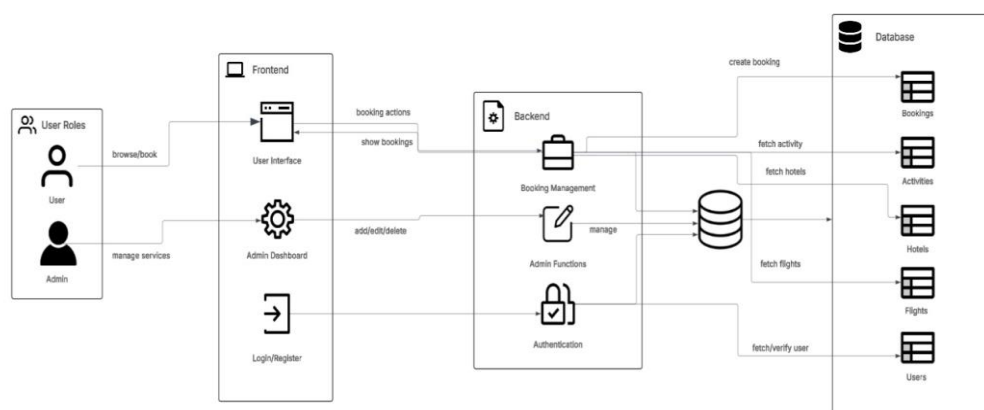 User Roles
User
Admin
browse/book
manage services
Frontend
User Interface
Admin Dashboard
Login/Register
booking actions
show bookings
add/edit/delete
Backend
Booking Management
Admin Functions
Authentication
manage
create booking
fetch activity
fetch hotels
fetch flights
fetch/verify user
Database
Bookings
Activities
Hotels
Flights
Users